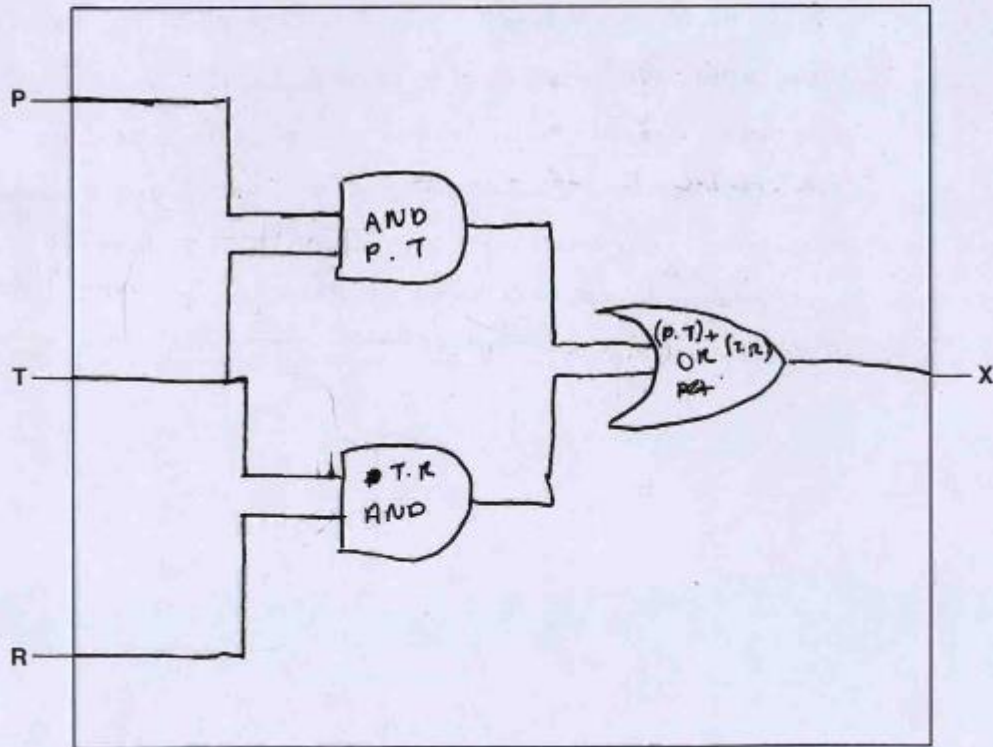 P
AND
P. T
(P.T)+
OR (T.R)
T
X
T.R
AND
R